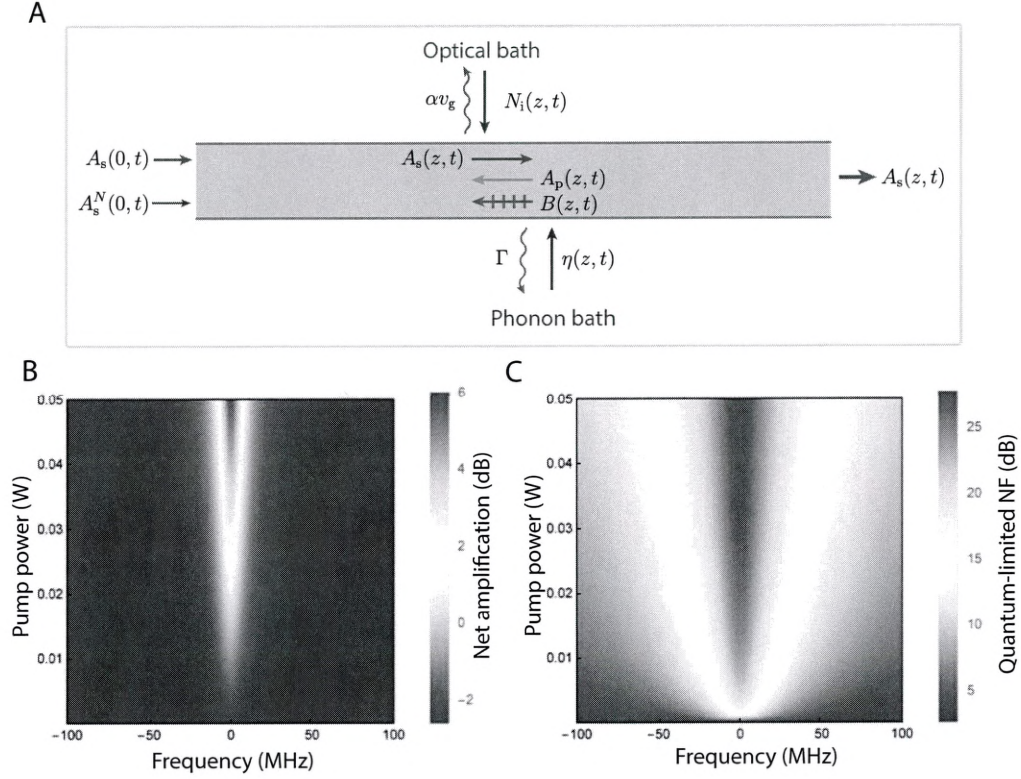 A
Optical bath
αv_g
N_i(z, t)
A_s(0, t)
A_s(z, t)
A_p(z, t)
A_s(z, t)
A_s^N(0, t)
B(z, t)
Γ
η(z, t)
Phonon bath
B
C
0.05
0.04
0.03
0.02
0.01
Pump power (W)
−100
−50
0
50
100
Frequency (MHz)
6
4
2
0
−2
Net amplification (dB)
0.05
0.04
0.03
0.02
0.01
Pump power (W)
−100
−50
0
50
100
Frequency (MHz)
25
20
15
10
5
Quantum-limited NF (dB)